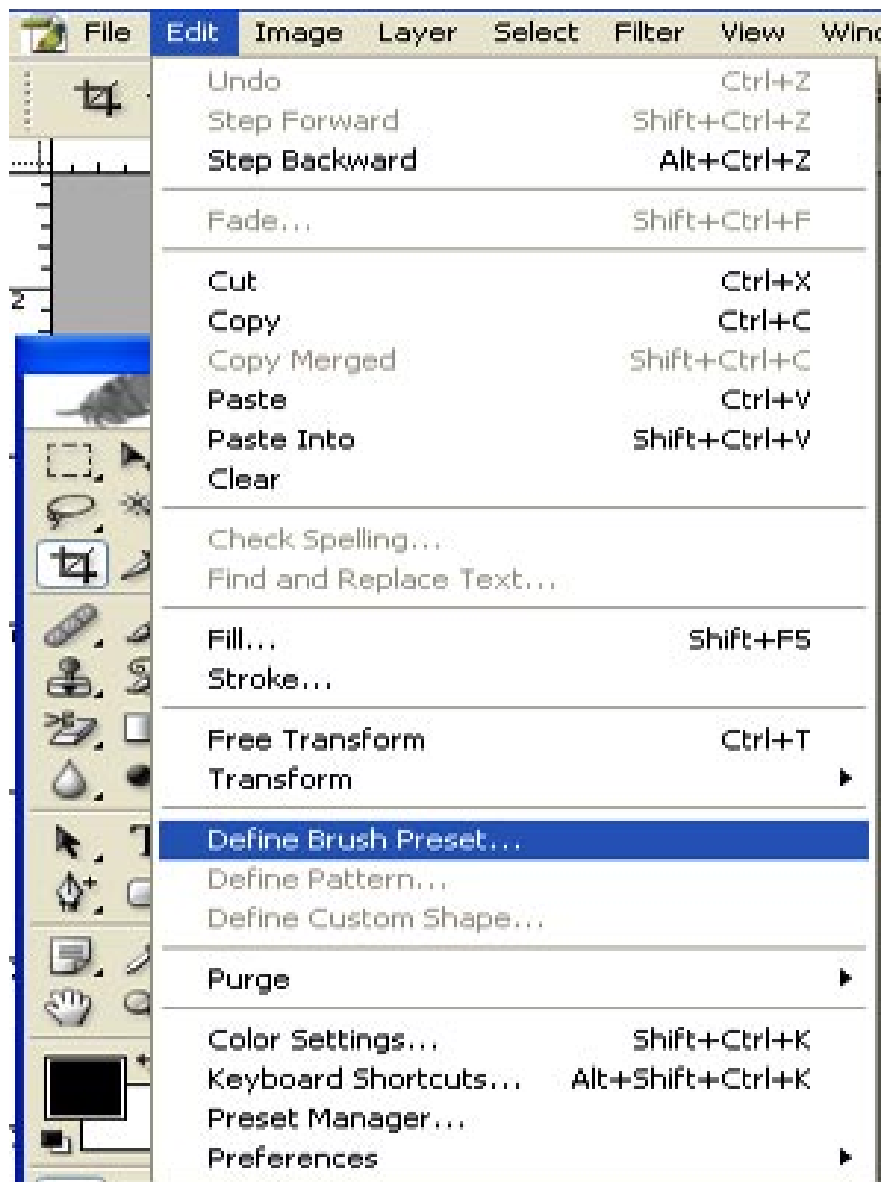 File Edit Image Layer Select Filter View Wind
Undo Ctrl+Z
Step Forward Shift+Ctrl+Z
Step Backward Alt+Ctrl+Z
Fade... Shift+Ctrl+F
Cut Ctrl+X
Copy Ctrl+C
Copy Merged Shift+Ctrl+C
Paste Ctrl+V
Paste Into Shift+Ctrl+V
Clear
Check Spelling...
Find and Replace Text...
Fill... Shift+F5
Stroke...
Free Transform Ctrl+T
Transform
Define Brush Preset...
Define Pattern...
Define Custom Shape...
Purge
Color Settings... Shift+Ctrl+K
Keyboard Shortcuts... Alt+Shift+Ctrl+K
Preset Manager...
Preferences
2